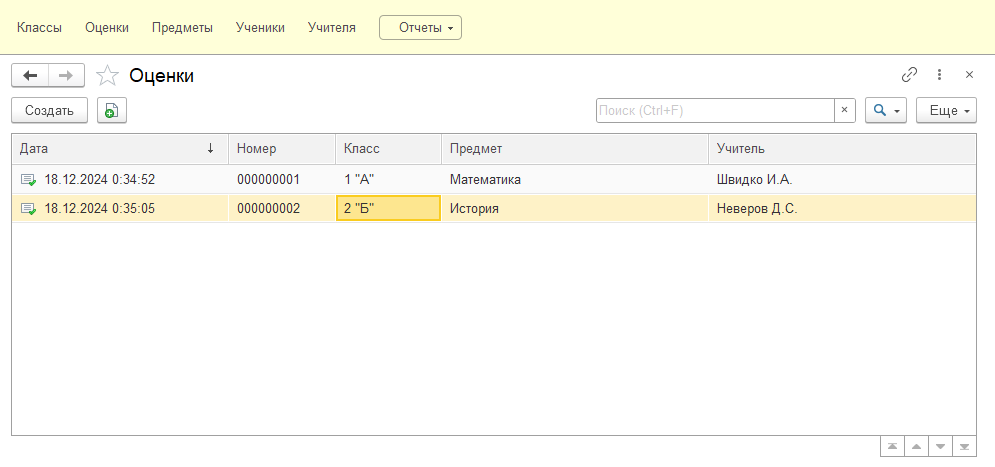 Классы Оценки Предметы Ученики Учителя Отчеты
Оценки
Создать Поиск (Ctrl+F) × Еще
Дата ↓ Номер Класс Предмет Учитель
18.12.2024 0:34:52 000000001 1 "А" Математика Швидко И.А.
18.12.2024 0:35:05 000000002 2 "Б" История Неверов Д.С.